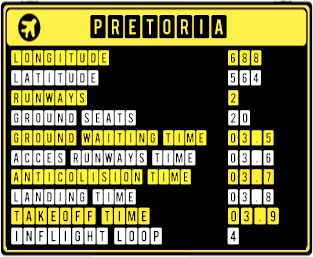 PRETORIA
LONGITUDE 688
LATITUDE 564
RUNWAYS 2
GROUND SEATS 20
GROUND WAITING TIME 03.5
ACCES RUNWAYS TIME 03.6
ANTICOLISION TIME 03.7
LANDING TIME 03.8
TAKEOFF TIME 03.9
INFLIGHT LOOP 4